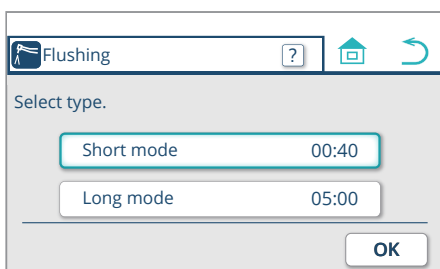 Flushing ?
Select type.
Short mode 00:40
Long mode 05:00
OK